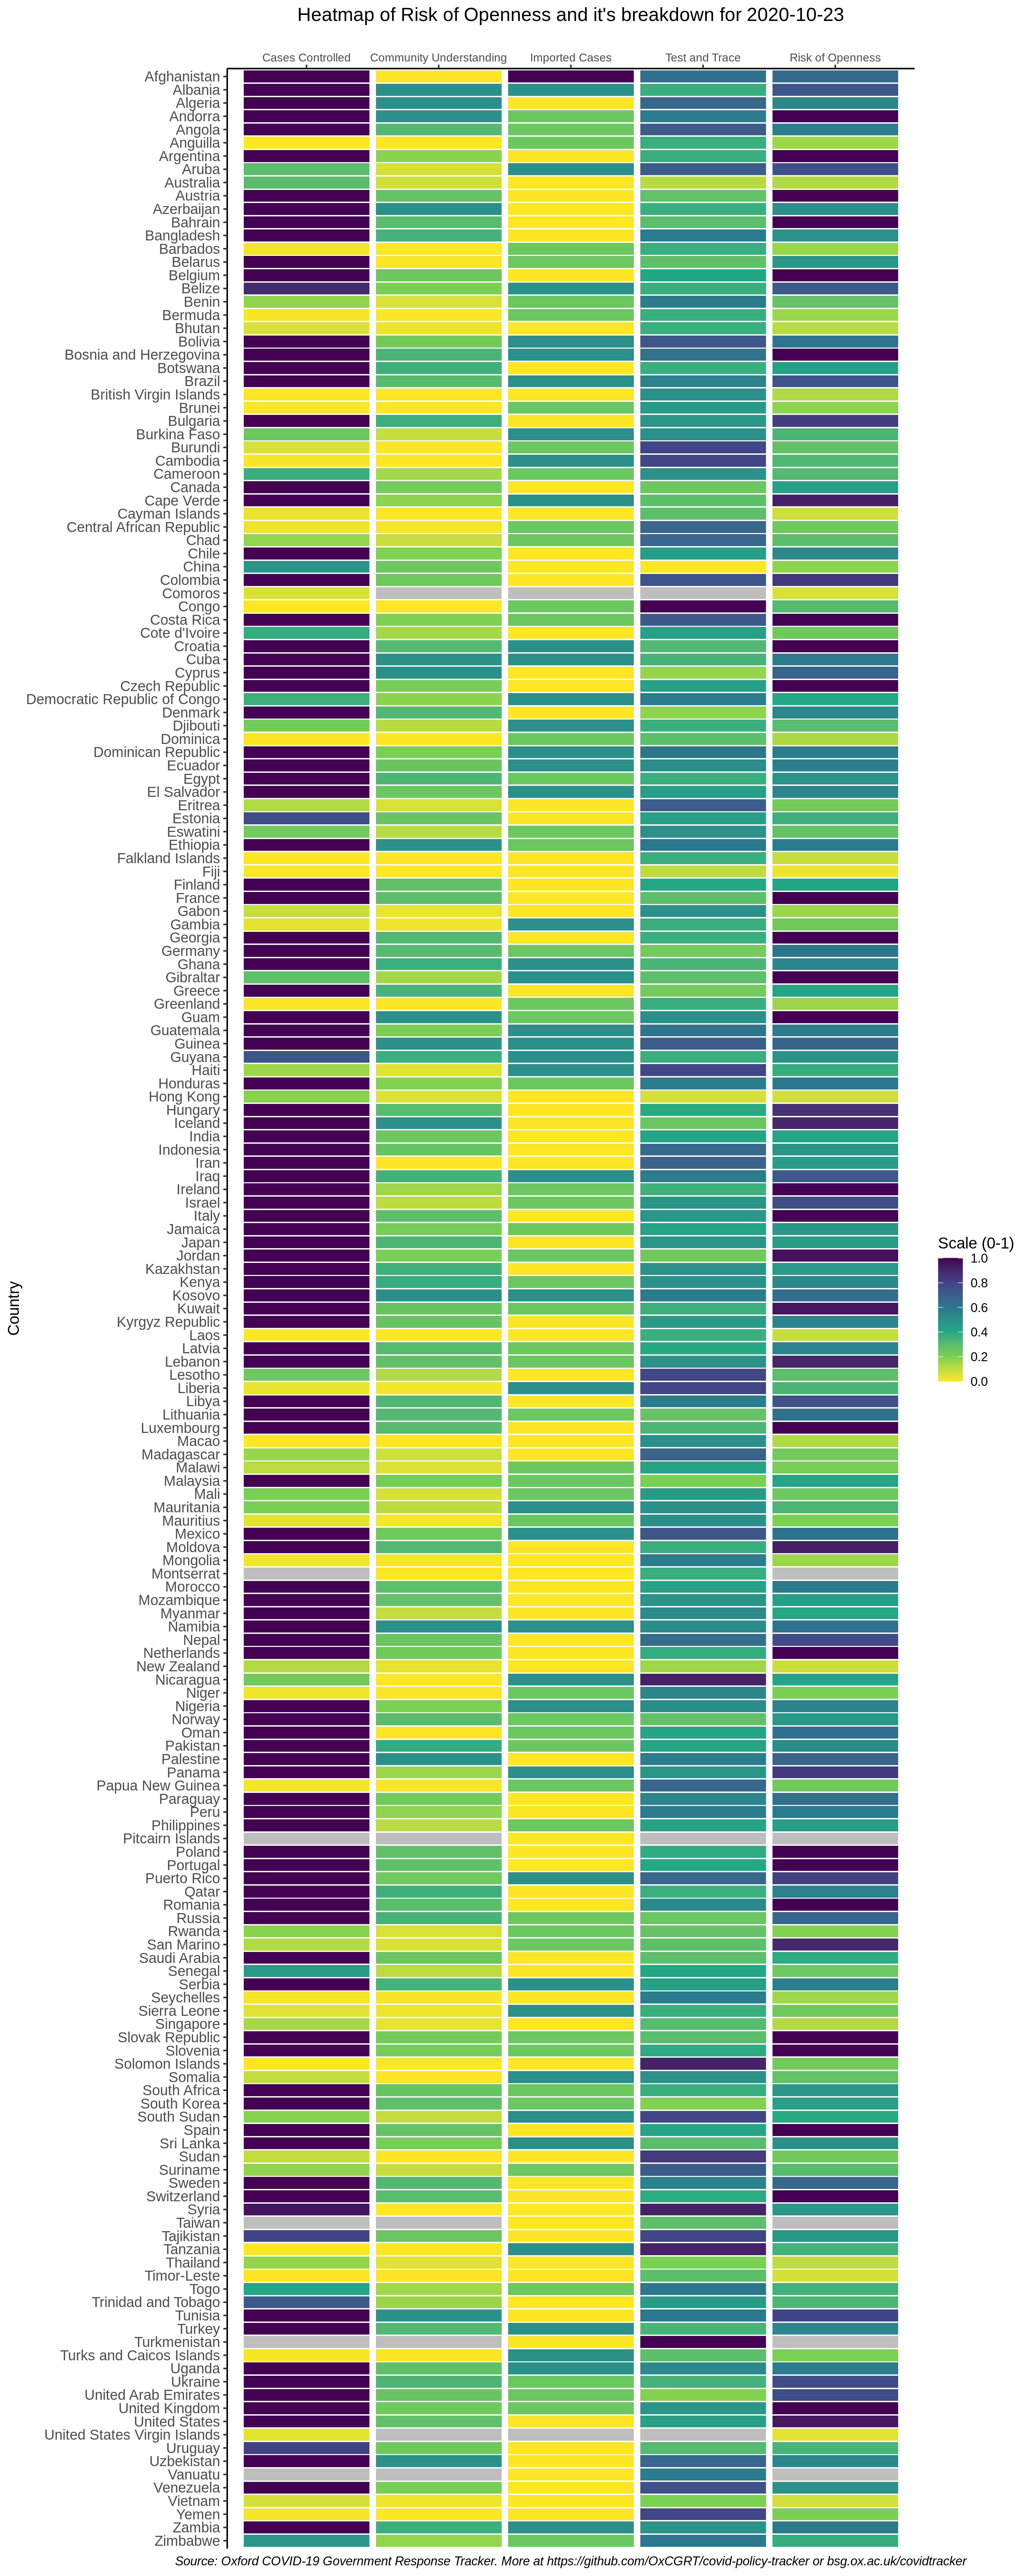 Heatmap of Risk of Openness and it's breakdown for 2020-10-23
Cases Controlled Community Understanding Imported Cases Test and Trace Risk of Openness
Afghanistan
Albania
Algeria
Andorra
Angola
Anguilla
Argentina
Aruba
Australia
Austria
Azerbaijan
Bahrain
Bangladesh
Barbados
Belarus
Belgium
Belize
Benin
Bermuda
Bhutan
Bolivia
Bosnia and Herzegovina
Botswana
Brazil
British Virgin Islands
Brunei
Bulgaria
Burkina Faso
Burundi
Cambodia
Cameroon
Canada
Cape Verde
Cayman Islands
Central African Republic
Chad
Chile
China
Colombia
Comoros
Congo
Costa Rica
Cote d'Ivoire
Croatia
Cuba
Cyprus
Czech Republic
Democratic Republic of Congo
Denmark
Djibouti
Dominica
Dominican Republic
Ecuador
Egypt
El Salvador
Eritrea
Estonia
Eswatini
Ethiopia
Falkland Islands
Fiji
Finland
France
Gabon
Gambia
Georgia
Germany
Ghana
Gibraltar
Greece
Greenland
Guam
Guatemala
Guinea
Guyana
Haiti
Honduras
Hong Kong
Hungary
Iceland
India
Indonesia
Iran
Iraq
Ireland
Israel
Italy
Jamaica
Japan
Jordan
Kazakhstan
Kenya
Kosovo
Kuwait
Kyrgyz Republic
Laos
Latvia
Lebanon
Lesotho
Liberia
Libya
Lithuania
Luxembourg
Macao
Madagascar
Malawi
Malaysia
Mali
Mauritania
Mauritius
Mexico
Moldova
Mongolia
Montserrat
Morocco
Mozambique
Myanmar
Namibia
Nepal
Netherlands
New Zealand
Nicaragua
Niger
Nigeria
Norway
Oman
Pakistan
Palestine
Panama
Papua New Guinea
Paraguay
Peru
Philippines
Pitcairn Islands
Poland
Portugal
Puerto Rico
Qatar
Romania
Russia
Rwanda
San Marino
Saudi Arabia
Senegal
Serbia
Seychelles
Sierra Leone
Singapore
Slovak Republic
Slovenia
Solomon Islands
Somalia
South Africa
South Korea
South Sudan
Spain
Sri Lanka
Sudan
Suriname
Sweden
Switzerland
Syria
Taiwan
Tajikistan
Tanzania
Thailand
Timor-Leste
Togo
Trinidad and Tobago
Tunisia
Turkey
Turkmenistan
Turks and Caicos Islands
Uganda
Ukraine
United Arab Emirates
United Kingdom
United States
United States Virgin Islands
Uruguay
Uzbekistan
Vanuatu
Venezuela
Vietnam
Yemen
Zambia
Zimbabwe
Country
Scale (0-1)
1.0
0.8
0.6
0.4
0.2
0.0
Source: Oxford COVID-19 Government Response Tracker. More at https://github.com/OxCGRT/covid-policy-tracker or bsg.ox.ac.uk/covidtracker